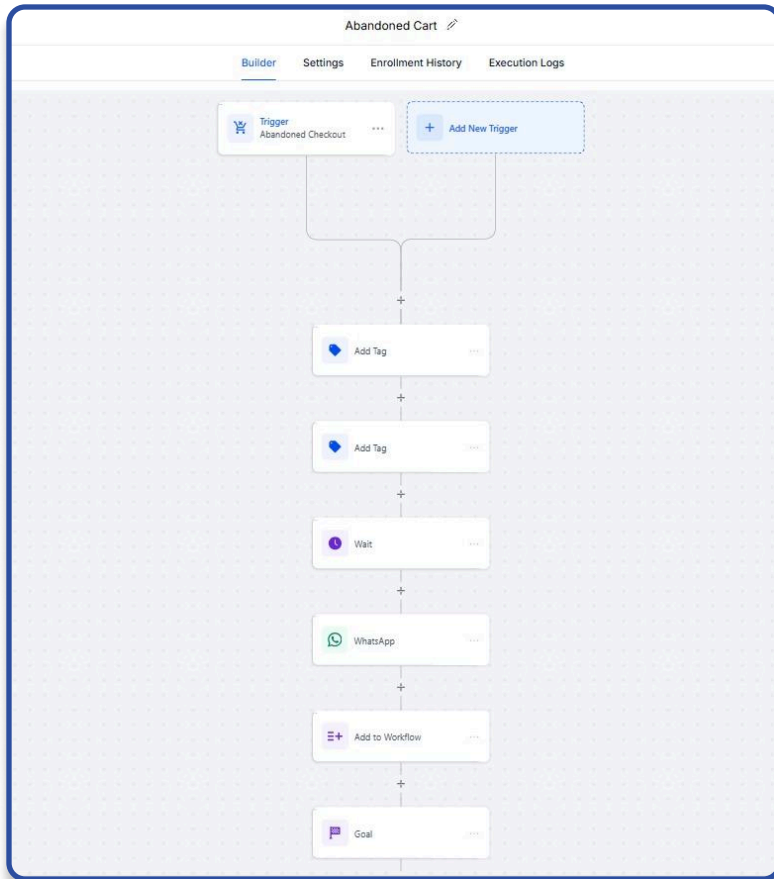 Abandoned Cart
Builder Settings Enrollment History Execution Logs
Trigger
Abandoned Checkout
Add New Trigger
Add Tag
Add Tag
Wait
WhatsApp
Add to Workflow
Goal